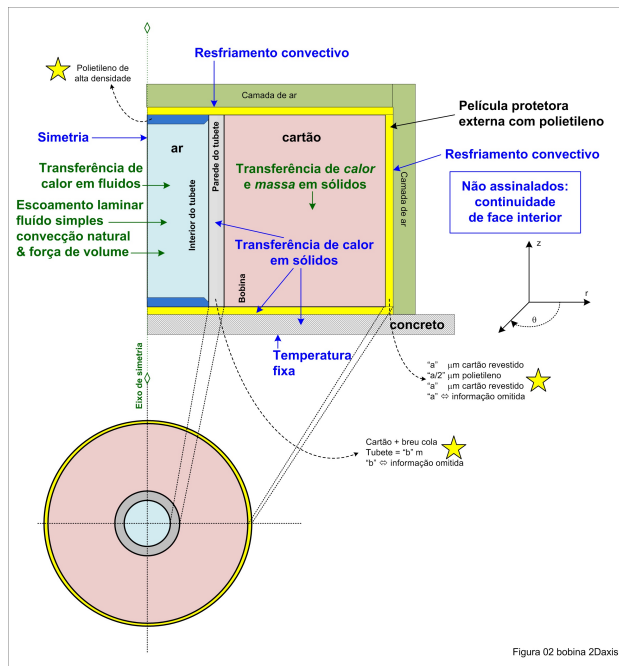 Resfriamento convectivo
Polietileno de
alta densidade
Camada de ar
Película protetora
externa com polietileno
Simetria
ar
Parede do tubete
cartão
Resfriamento convectivo
Transferência de
calor em fluidos
Transferência de calor
e massa em sólidos
Camada de ar
Não assinalados:
continuidade
de face interior
Escoamento laminar
fluído simples
convecção natural
& força de volume
Interior do tubete
Transferência de calor
em sólidos
Bobina
z
r
θ
concreto
Temperatura
fixa
"a" μm cartão revestido
"a/2" μm polietileno
"a" μm cartão revestido
"a" ⇔ informação omitida
Eixo de simetria
Cartão + breu cola
Tubete = "b" m
"b" ⇔ informação omitida
Figura 02 bobina 2Daxis